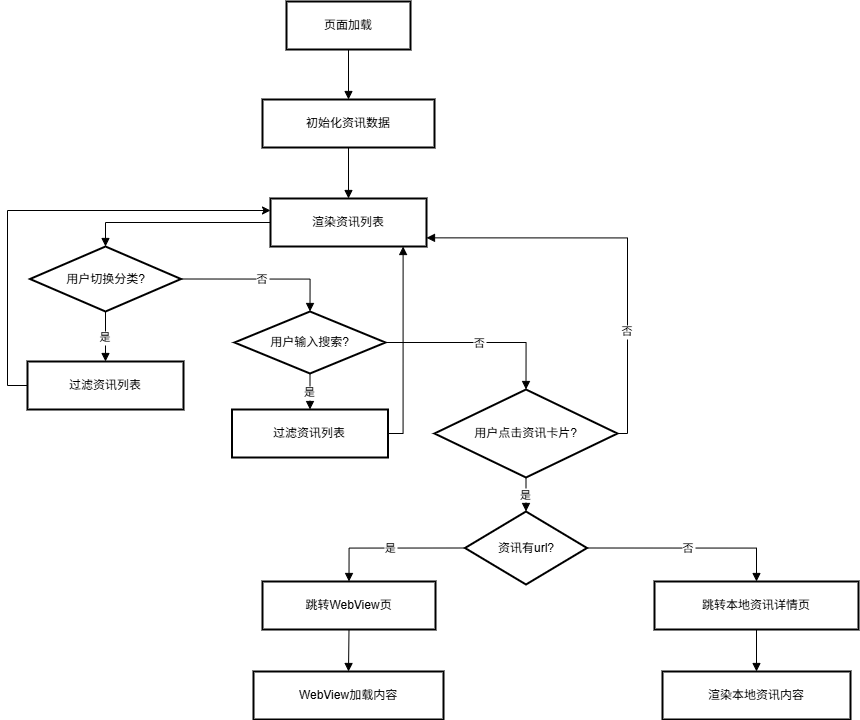 页面加载
初始化资讯数据
渲染资讯列表
用户切换分类?
否
是
过滤资讯列表
用户输入搜索?
否
是
过滤资讯列表
用户点击资讯卡片?
否
是
资讯有url?
是
否
跳转WebView页
跳转本地资讯详情页
WebView加载内容
渲染本地资讯内容